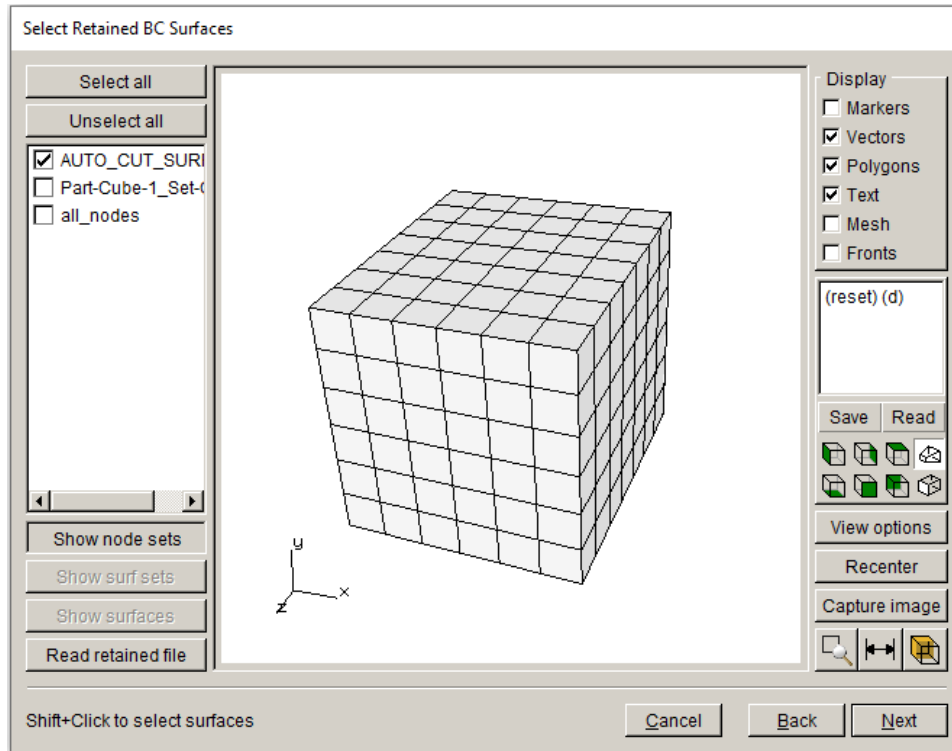 Select Retained BC Surfaces
Select all
Unselect all
AUTO_CUT_SURI
Part-Cube-1_Set-
all_nodes
Show node sets
Show surf sets
Show surfaces
Read retained file
y
x
z
Display
Markers
Vectors
Polygons
Text
Mesh
Fronts
(reset) (d)
Save Read
View options
Recenter
Capture image
Shift+Click to select surfaces
Cancel Back Next